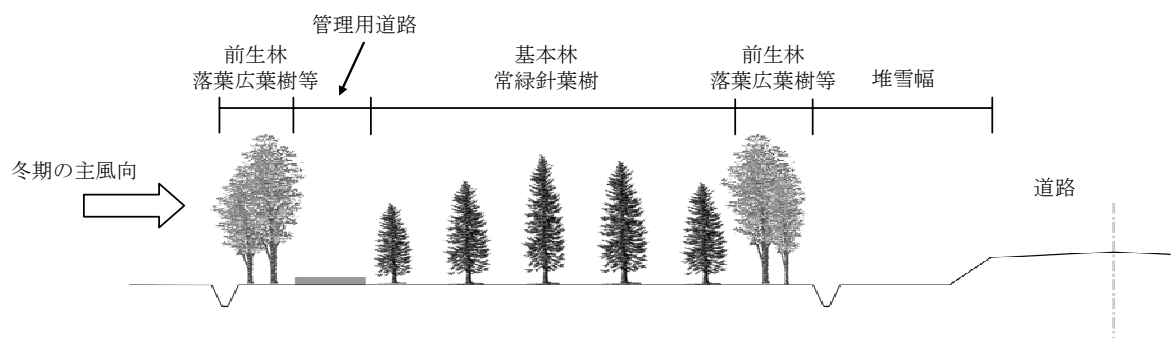 管理用道路
前生林
落葉広葉樹等
基本林
常緑針葉樹
前生林
落葉広葉樹等
堆雪幅
冬期の主風向
道路